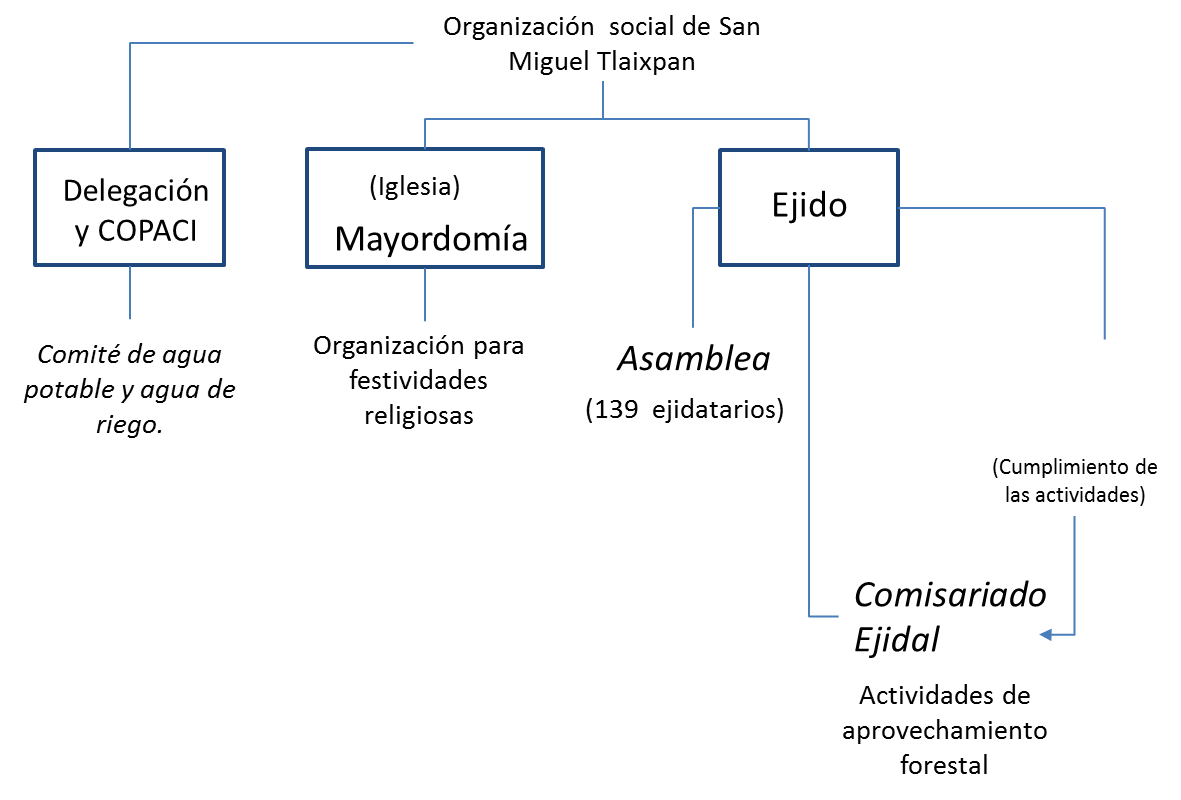 Organización social de San
Miguel Tlaixpan
Delegación
y COPACI
(Iglesia)
Mayordomía
Ejido
Comité de agua
potable y agua de
riego.
Organización para
festividades
religiosas
Asamblea
(139 ejidatarios)
(Cumplimiento de
las actividades)
Comisariado
Ejidal
Actividades de
aprovechamiento
forestal